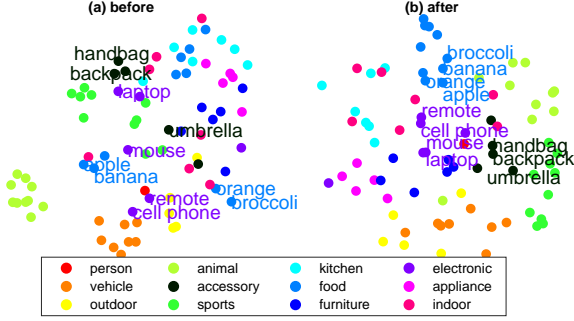 (a) before
(b) after
handbag
backpack
laptop
umbrella
mouse
apple
banana
orange
broccoli
remote
cell phone
broccoli
banana
orange
apple
remote
cell phone
mouse
laptop
handbag
backpack
umbrella
person
animal
kitchen
electronic
vehicle
accessory
food
appliance
outdoor
sports
furniture
indoor